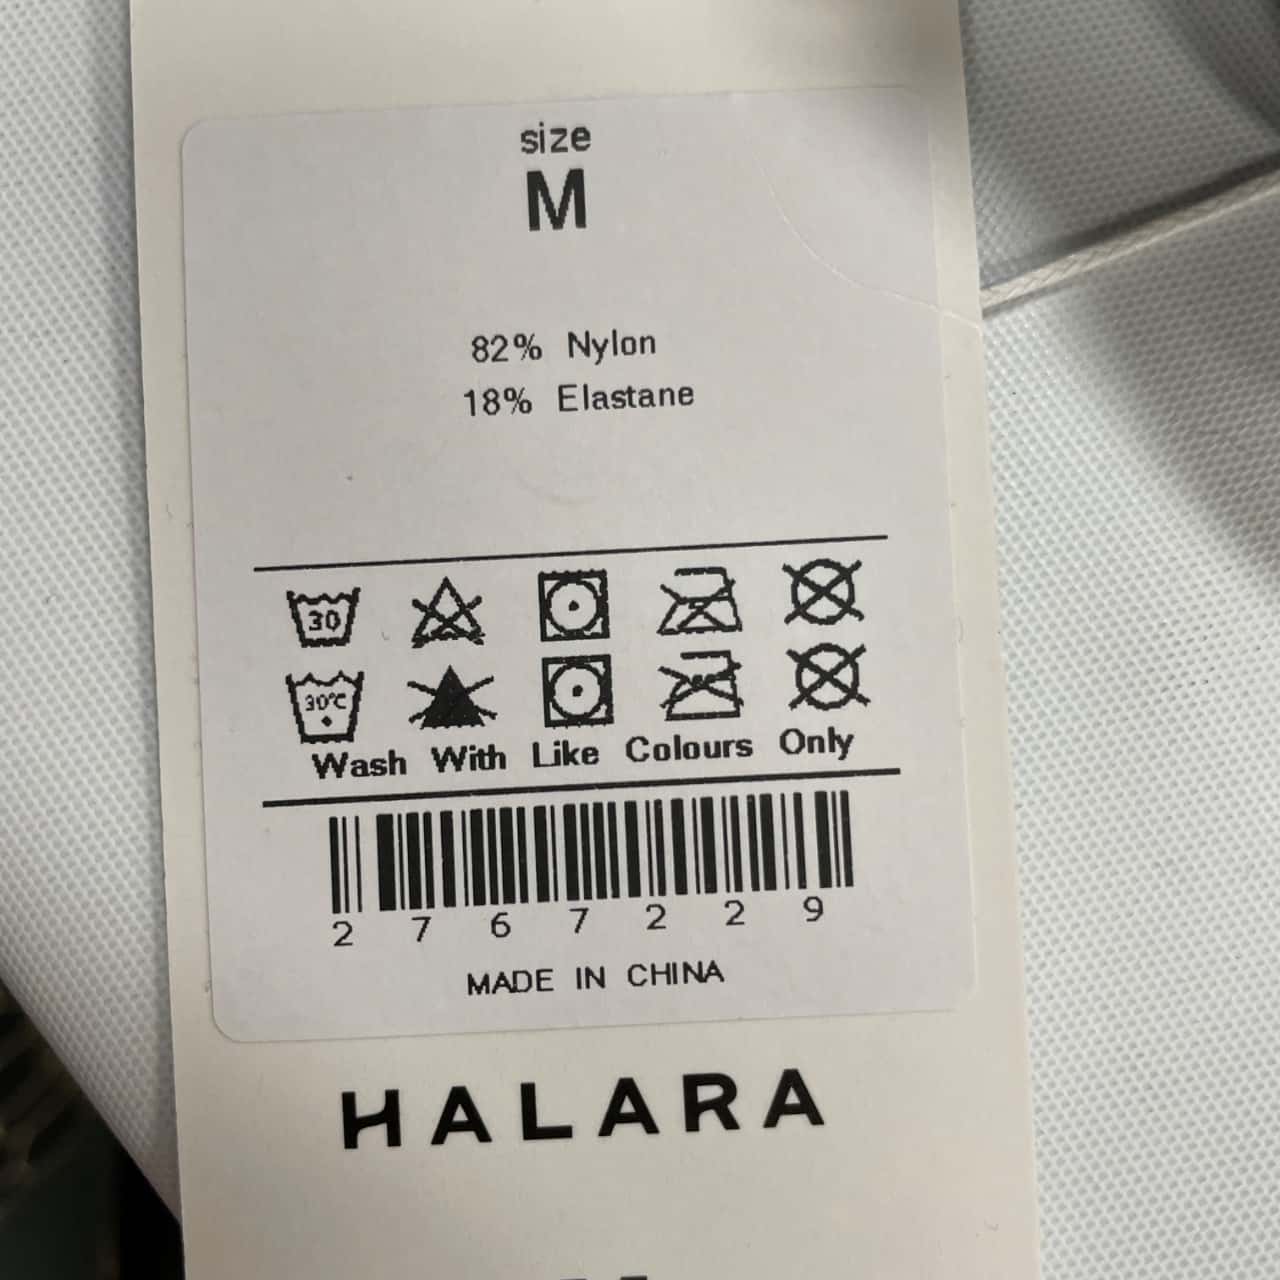 size
M
82% Nylon
18% Elastane
30
30℃
Wash With Like Colours Only
2 7 6 7 2 2 9
MADE IN CHINA
HALARA